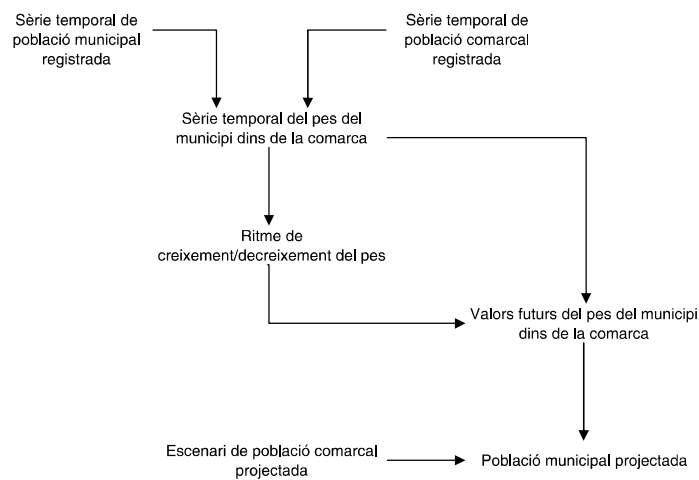 Sèrie temporal de
població municipal
registrada
Sèrie temporal de
població comarcal
registrada
Sèrie temporal del pes del
municipi dins de la comarca
Ritme de
creixement/decreixement del pes
Valors futurs del pes del municipi
dins de la comarca
Escenari de població comarcal
projectada
Població municipal projectada